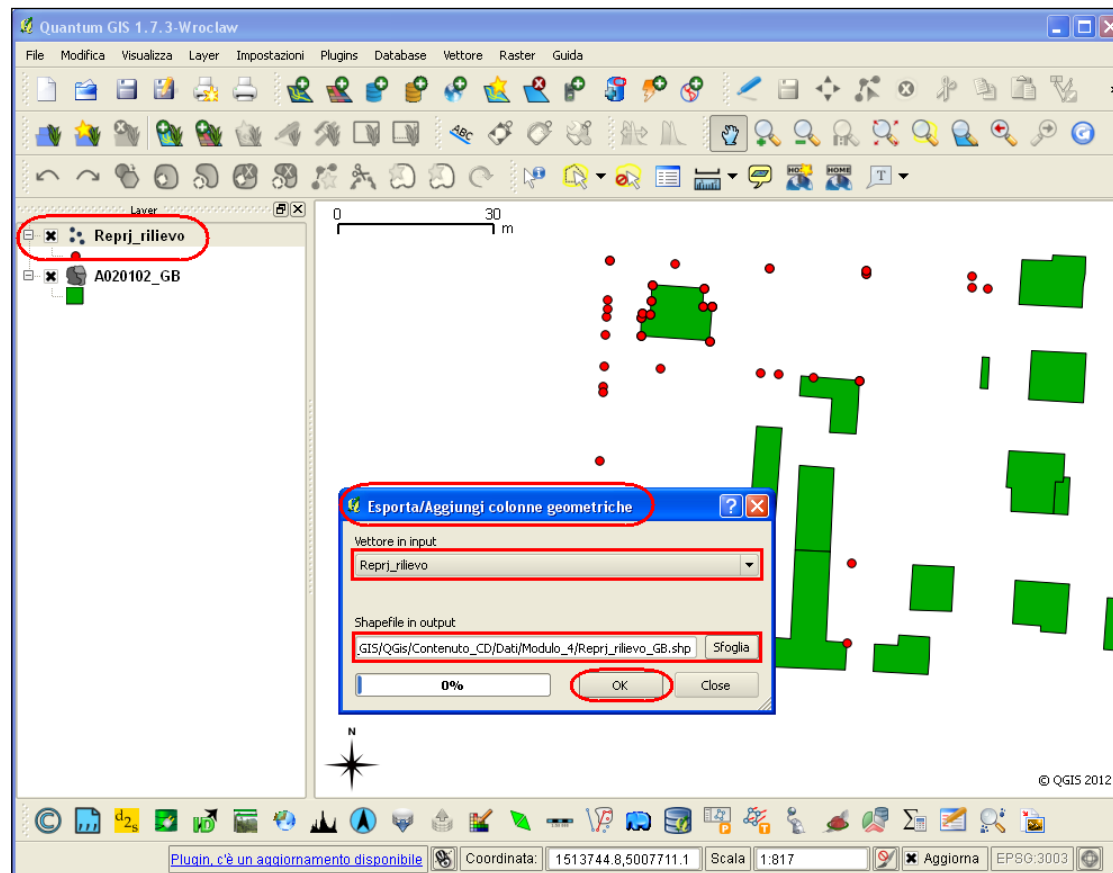 Quantum GIS 1.7.3-Wroclaw
File Modifica Visualizza Layer Impostazioni Plugins Database Vettore Raster Guida
ABC
HOME
T
Layer
Reprj_rilievo
A020102_GB
0 30
m
Esporta/Aggiungi colonne geometriche
Vettore in input
Reprj_rilievo
Shapefile in output
_GIS/QGis/Contenuto_CD/Dati/Modulo_4/Reprj_rilievo_GB.shp Sfoglia
0% OK Close
N
© QGIS 2012
d2s
Plugin, c'è un aggiornamento disponibile Coordinata: 1513744.8,5007711.1 Scala 1:817 Aggiorna EPSG:3003